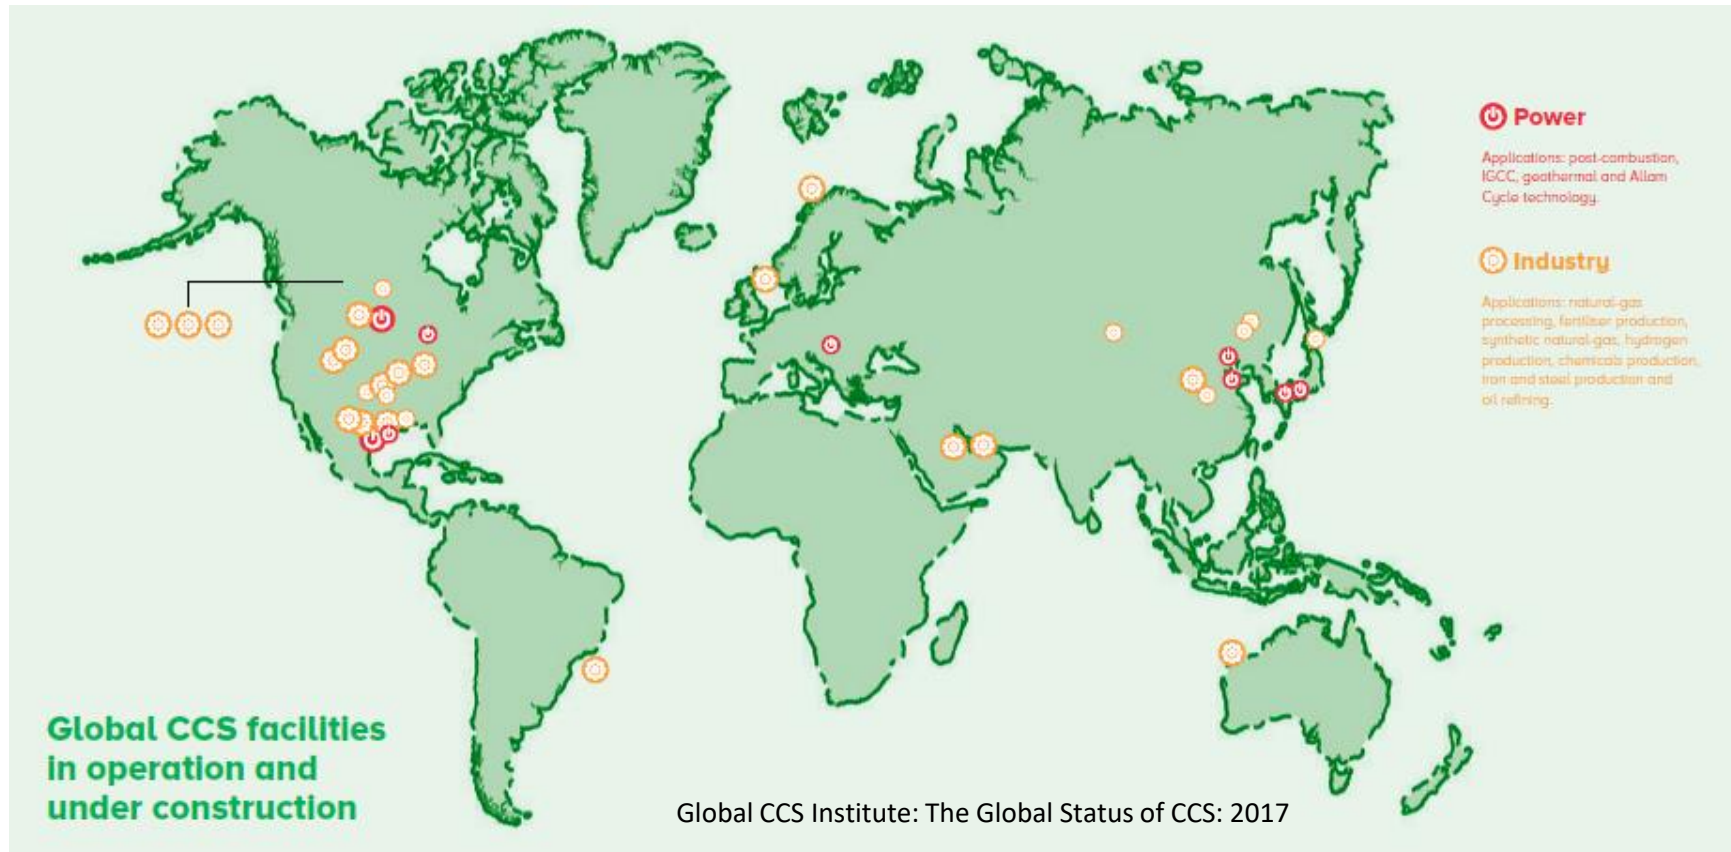 Power
Applications: post-combustion,
IGCC, geothermal and Allam
Cycle technology.
Industry
Applications: natural-gas
processing, fertiliser production,
synthetic natural-gas, hydrogen
production, chemicals production,
iron and steel production and
oil refining.
Global CCS facilities
in operation and
under construction
Global CCS Institute: The Global Status of CCS: 2017